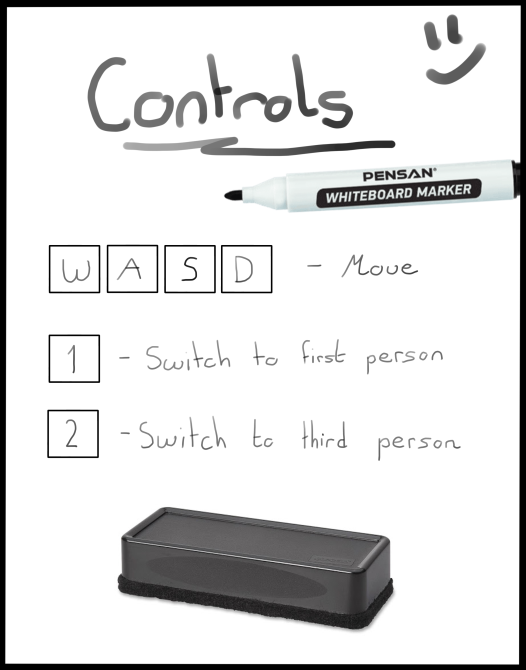 Controls
PENSAN®
WHITEBOARD MARKER
W A S D - Move
1 - Switch to first person
2 - Switch to third person